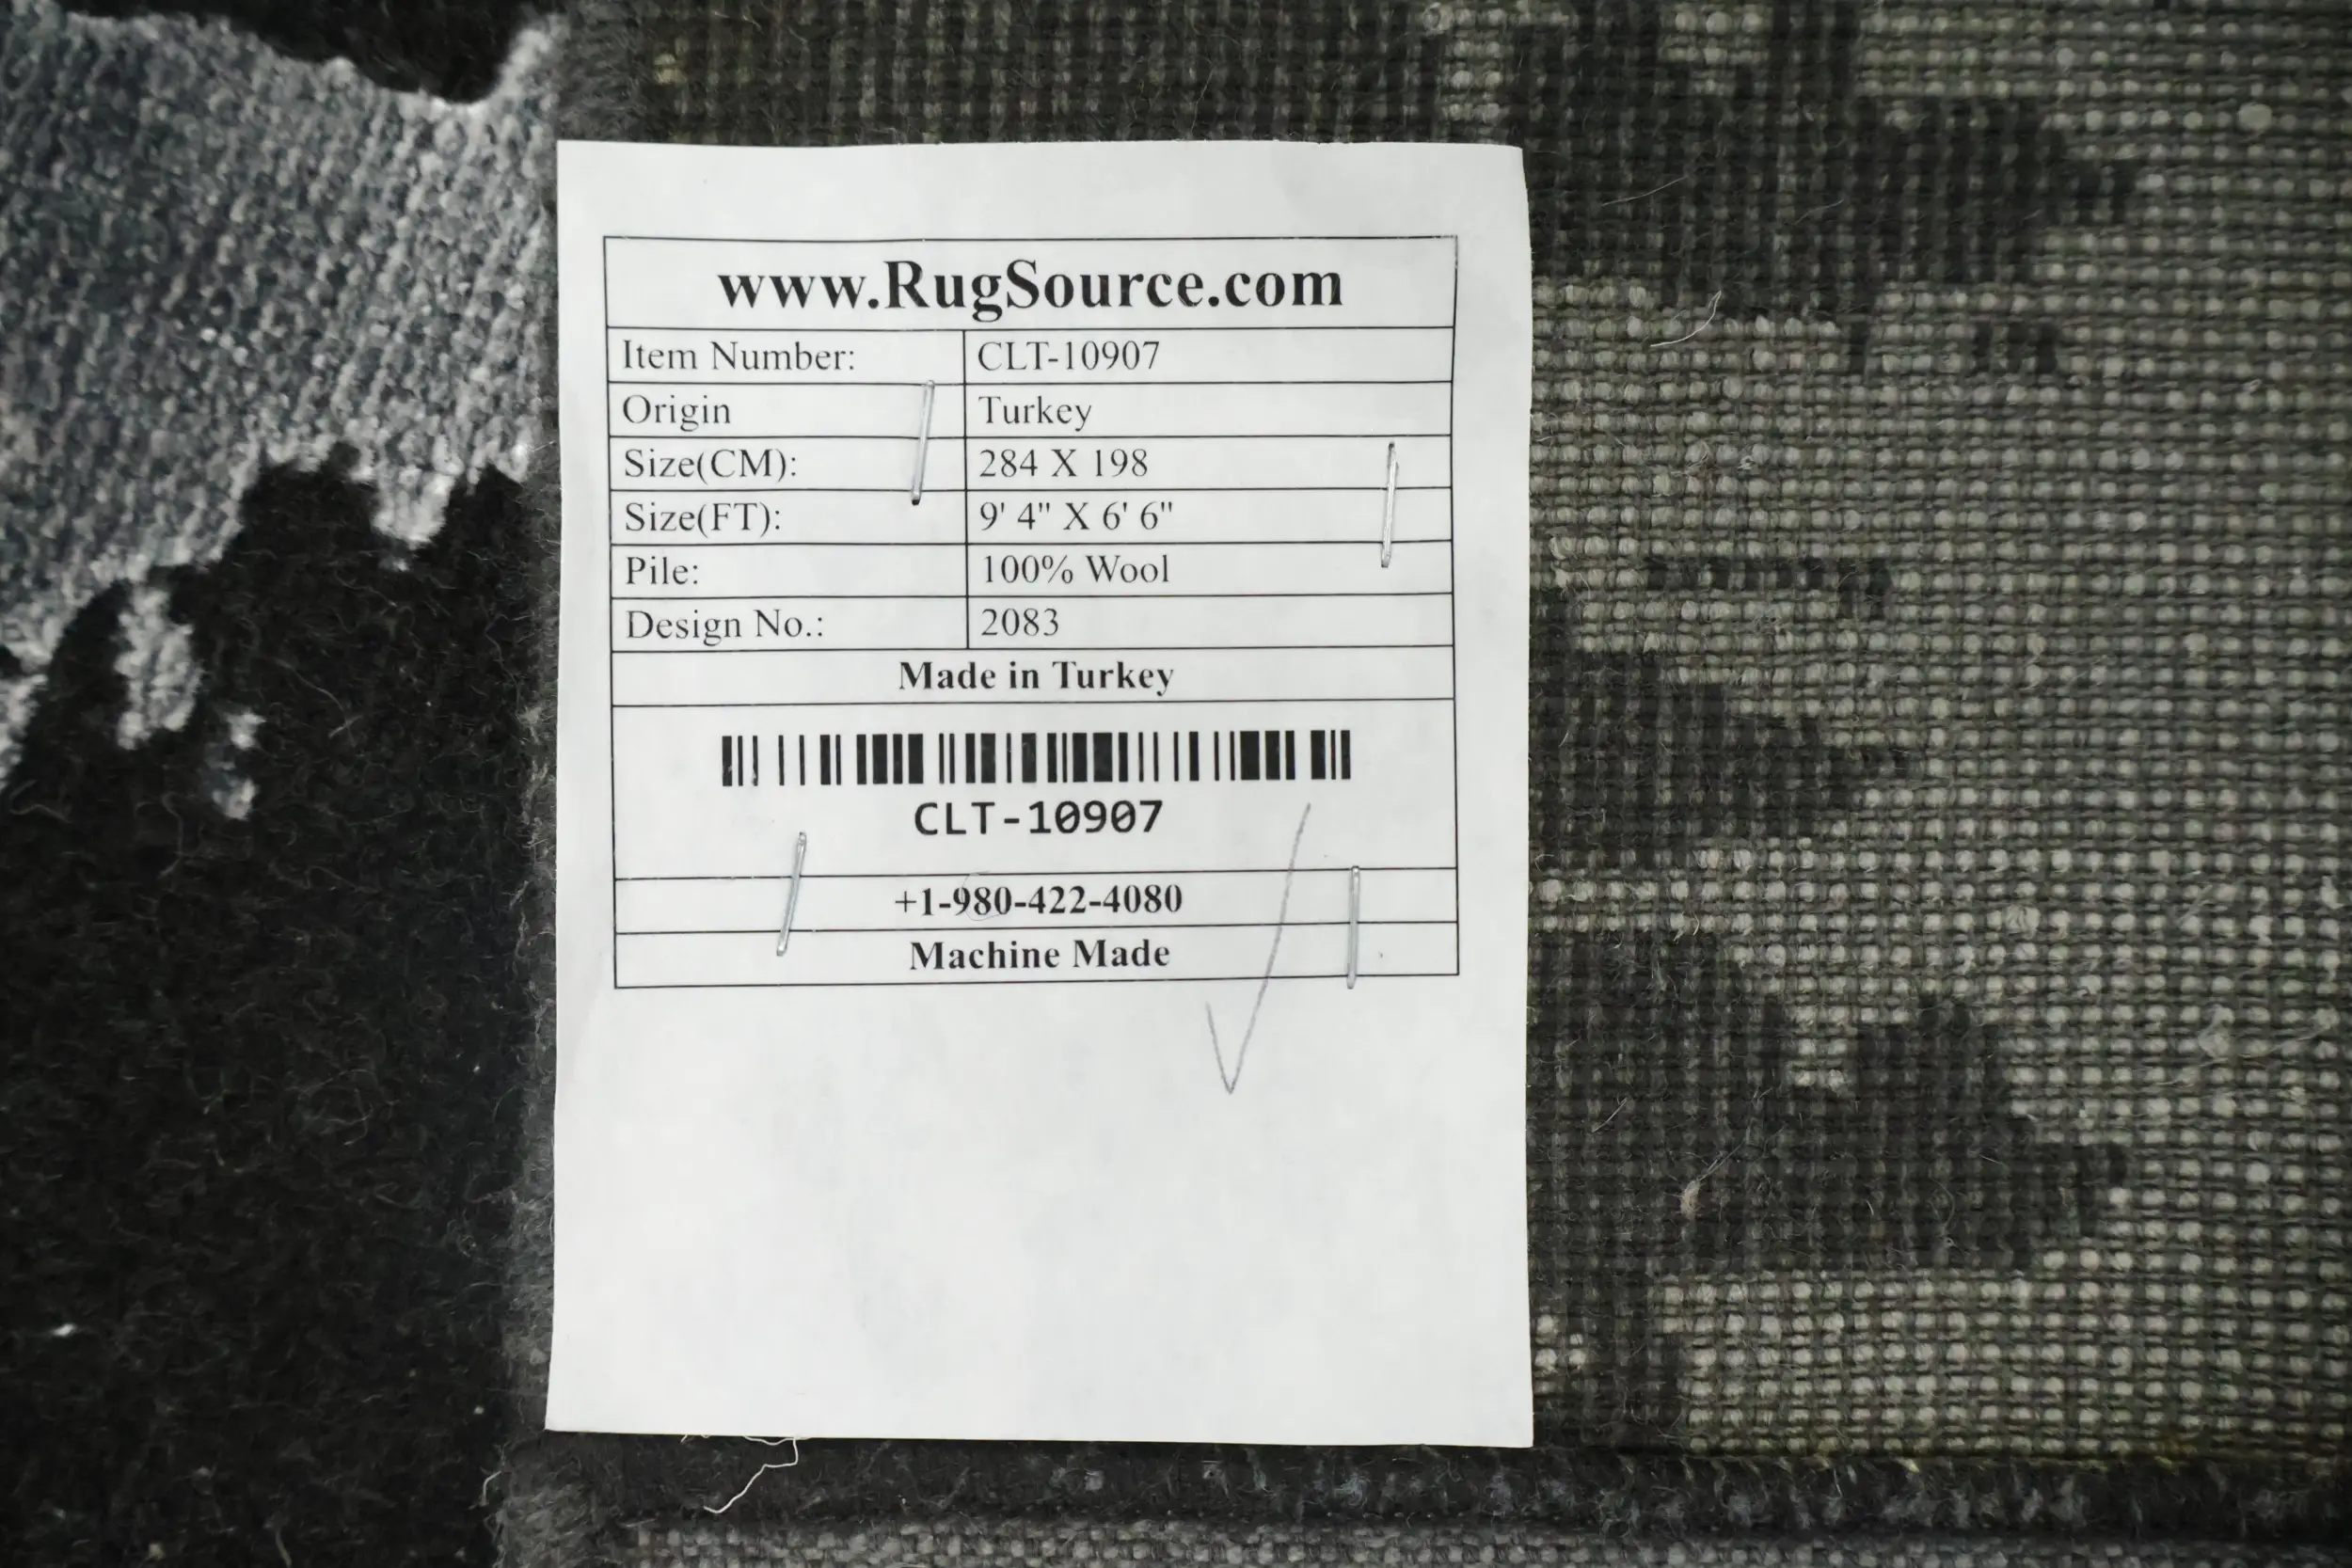 www.RugSource.com
Item Number: CLT-10907
Origin Turkey
Size(CM): 284 X 198
Size(FT): 9' 4" X 6' 6"
Pile: 100% Wool
Design No.: 2083
Made in Turkey
CLT-10907
+1-980-422-4080
Machine Made